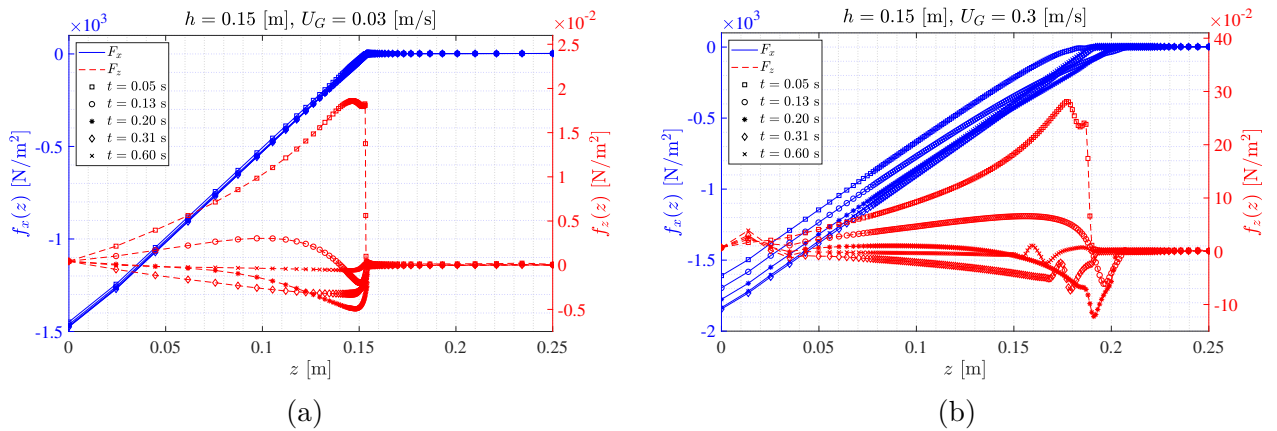 h = 0.15 [m], U_G = 0.03 [m/s]
×10³
×10⁻²
F_x
F_z
t = 0.05 s
t = 0.13 s
t = 0.20 s
t = 0.31 s
t = 0.60 s
0
-0.5
-1
-1.5
f_x(z) [N/m²]
2.5
2
1.5
1
0.5
0
-0.5
f_z(z) [N/m²]
0 0.05 0.1 0.15 0.2 0.25
z [m]
(a)
h = 0.15 [m], U_G = 0.3 [m/s]
×10³
×10⁻²
F_x
F_z
t = 0.05 s
t = 0.13 s
t = 0.20 s
t = 0.31 s
t = 0.60 s
0
-0.5
-1
-1.5
-2
f_x(z) [N/m²]
40
30
20
10
0
-10
f_z(z) [N/m²]
0 0.05 0.1 0.15 0.2 0.25
z [m]
(b)